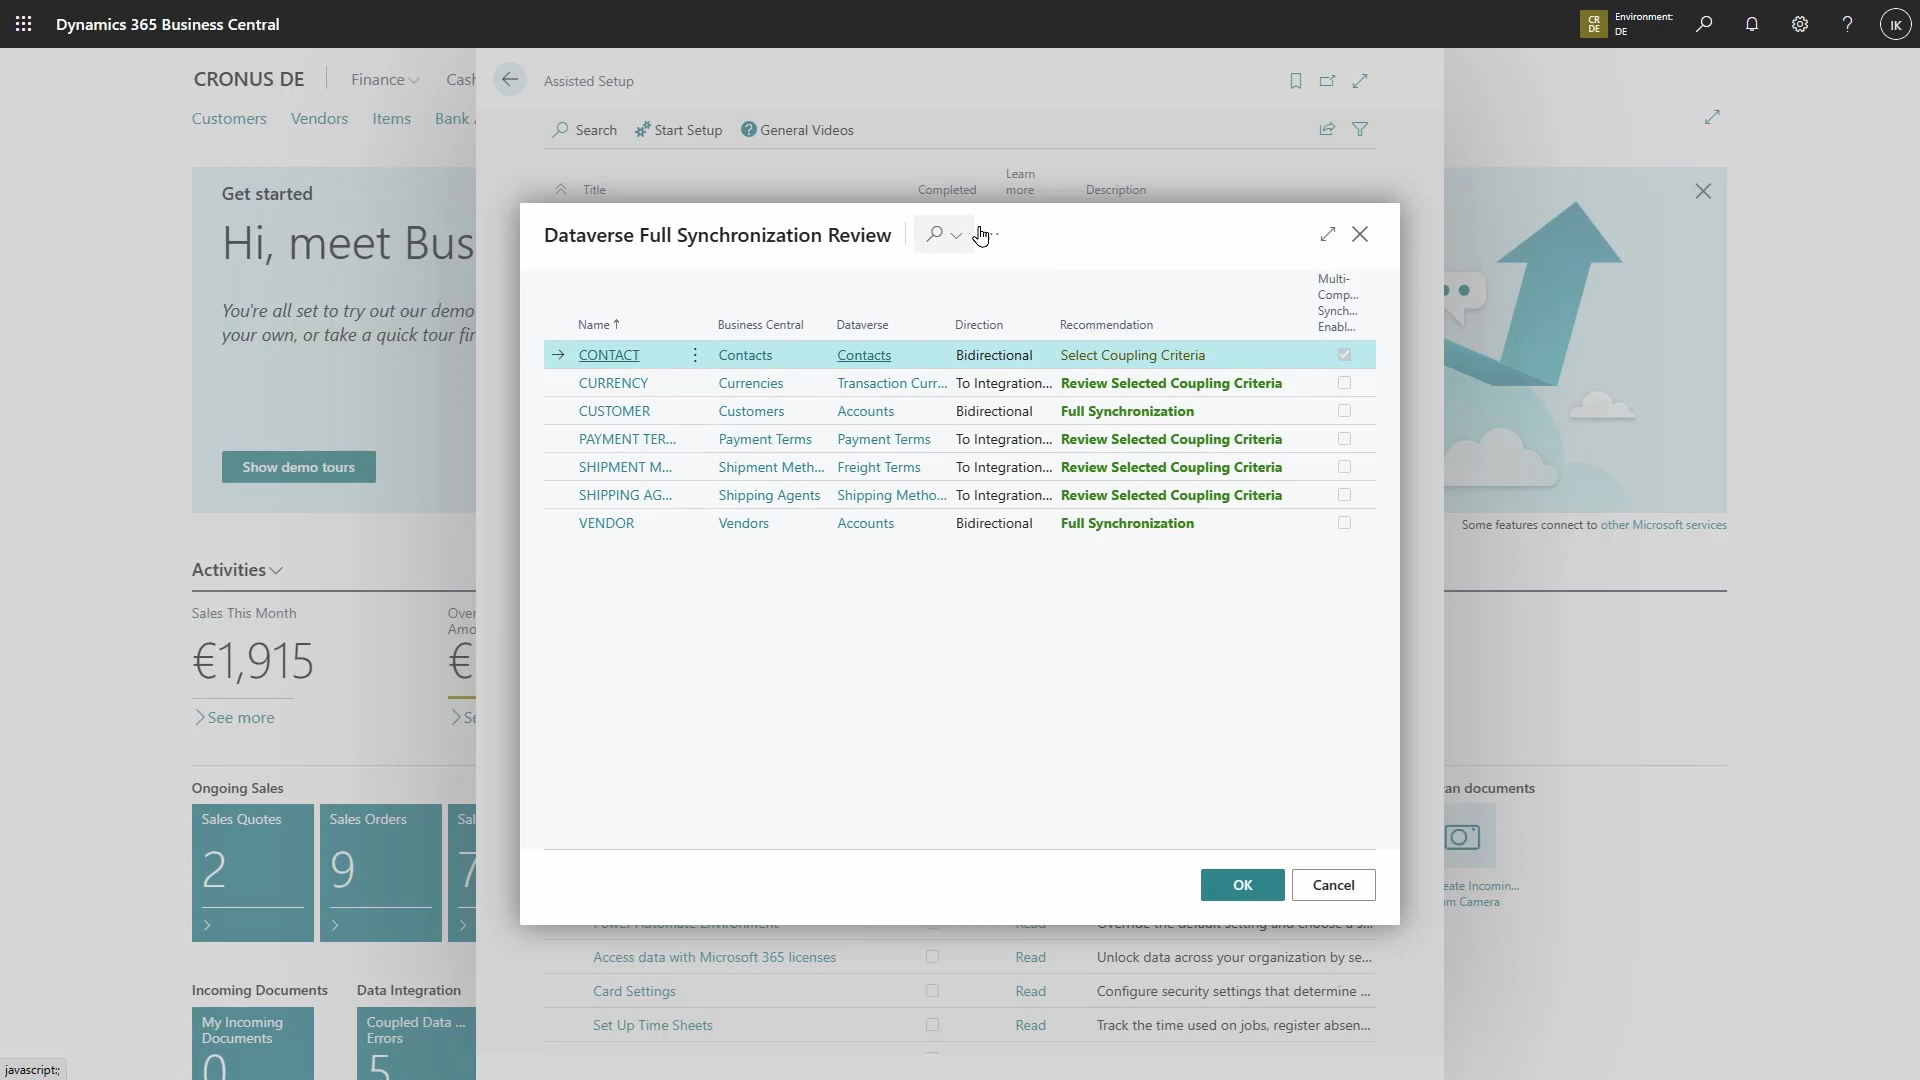 Dynamics 365 Business Central
CR
DE
Environment:
DE
IK
CRONUS DE
Finance
Cash
Customers
Vendors
Items
Bank
Assisted Setup
Search
Start Setup
General Videos
Title
Completed
Learn
more
Description
Get started
Hi, meet Bus
You're all set to try out our demo
your own, or take a quick tour fir
Show demo tours
Some features connect to other Microsoft services
Dataverse Full Synchronization Review
Name ↑
Business Central
Dataverse
Direction
Recommendation
Multi-
Comp...
Synch...
Enabl...
CONTACT Contacts Contacts Bidirectional Select Coupling Criteria
CURRENCY Currencies Transaction Curr... To Integration... Review Selected Coupling Criteria
CUSTOMER Customers Accounts Bidirectional Full Synchronization
PAYMENT TER... Payment Terms Payment Terms To Integration... Review Selected Coupling Criteria
SHIPMENT M... Shipment Meth... Freight Terms To Integration... Review Selected Coupling Criteria
SHIPPING AG... Shipping Agents Shipping Metho... To Integration... Review Selected Coupling Criteria
VENDOR Vendors Accounts Bidirectional Full Synchronization
OK
Cancel
Activities
Sales This Month
€1,915
See more
Over
Amo
€
Se
Ongoing Sales
Sales Quotes
2
Sales Orders
9
Sal
7
an documents
eate Incomin...
m Camera
Access data with Microsoft 365 licenses Read Unlock data across your organization by se...
Card Settings Read Configure security settings that determine ...
Set Up Time Sheets Read Track the time used on jobs, register absen...
Incoming Documents
My Incoming
Documents
0
Data Integration
Coupled Data ...
Errors
5
javascript:;